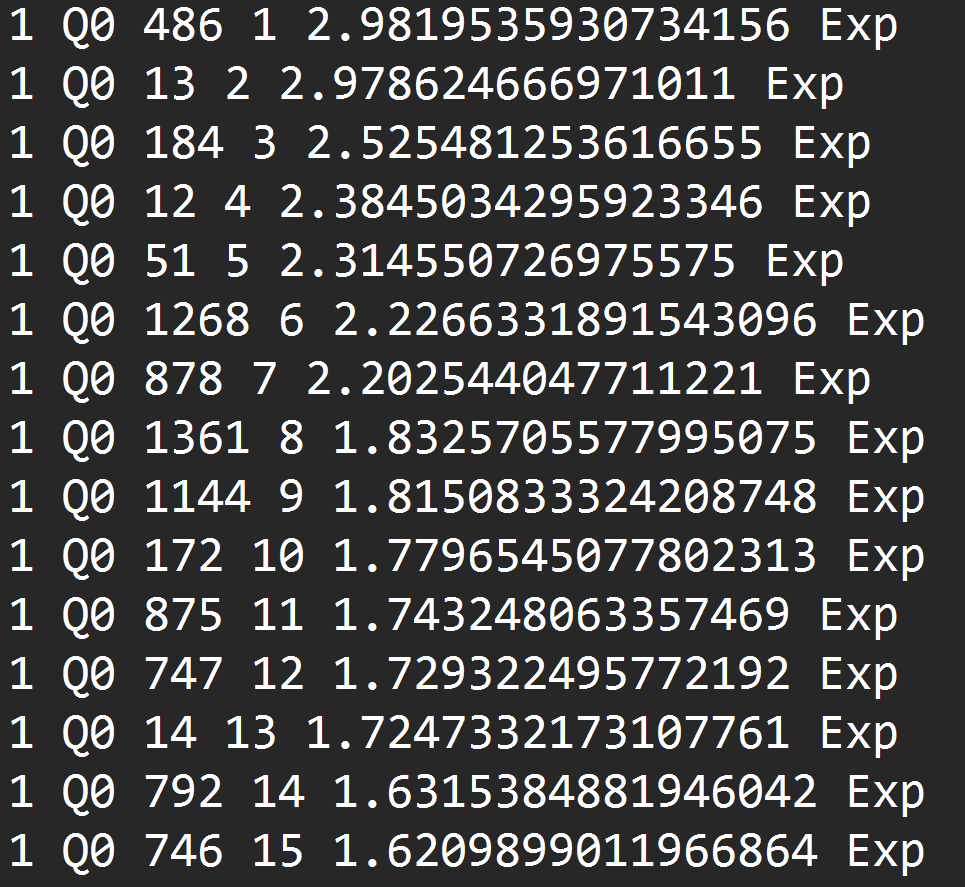 1 Q0 486 1 2.9819535930734156 Exp
1 Q0 13 2 2.978624666971011 Exp
1 Q0 184 3 2.525481253616655 Exp
1 Q0 12 4 2.3845034295923346 Exp
1 Q0 51 5 2.314550726975575 Exp
1 Q0 1268 6 2.2266331891543096 Exp
1 Q0 878 7 2.202544047711221 Exp
1 Q0 1361 8 1.8325705577995075 Exp
1 Q0 1144 9 1.8150833324208748 Exp
1 Q0 172 10 1.7796545077802313 Exp
1 Q0 875 11 1.743248063357469 Exp
1 Q0 747 12 1.729322495772192 Exp
1 Q0 14 13 1.7247332173107761 Exp
1 Q0 792 14 1.6315384881946042 Exp
1 Q0 746 15 1.6209899011966864 Exp